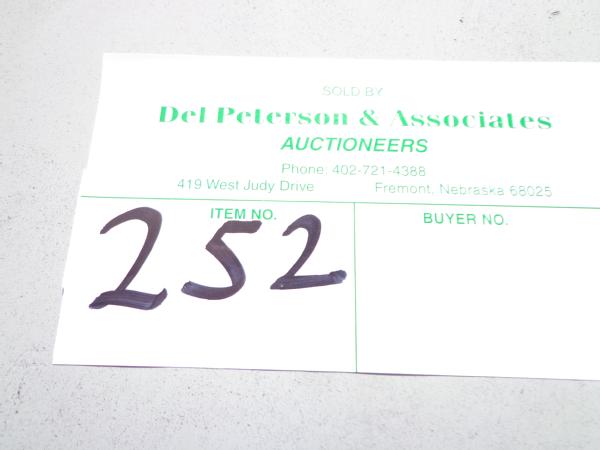 SOLD BY
Del Peterson & Associates
AUCTIONEERS
Phone: 402-721-4388
419 West Judy Drive Fremont, Nebraska 68025
ITEM NO. BUYER NO.
252